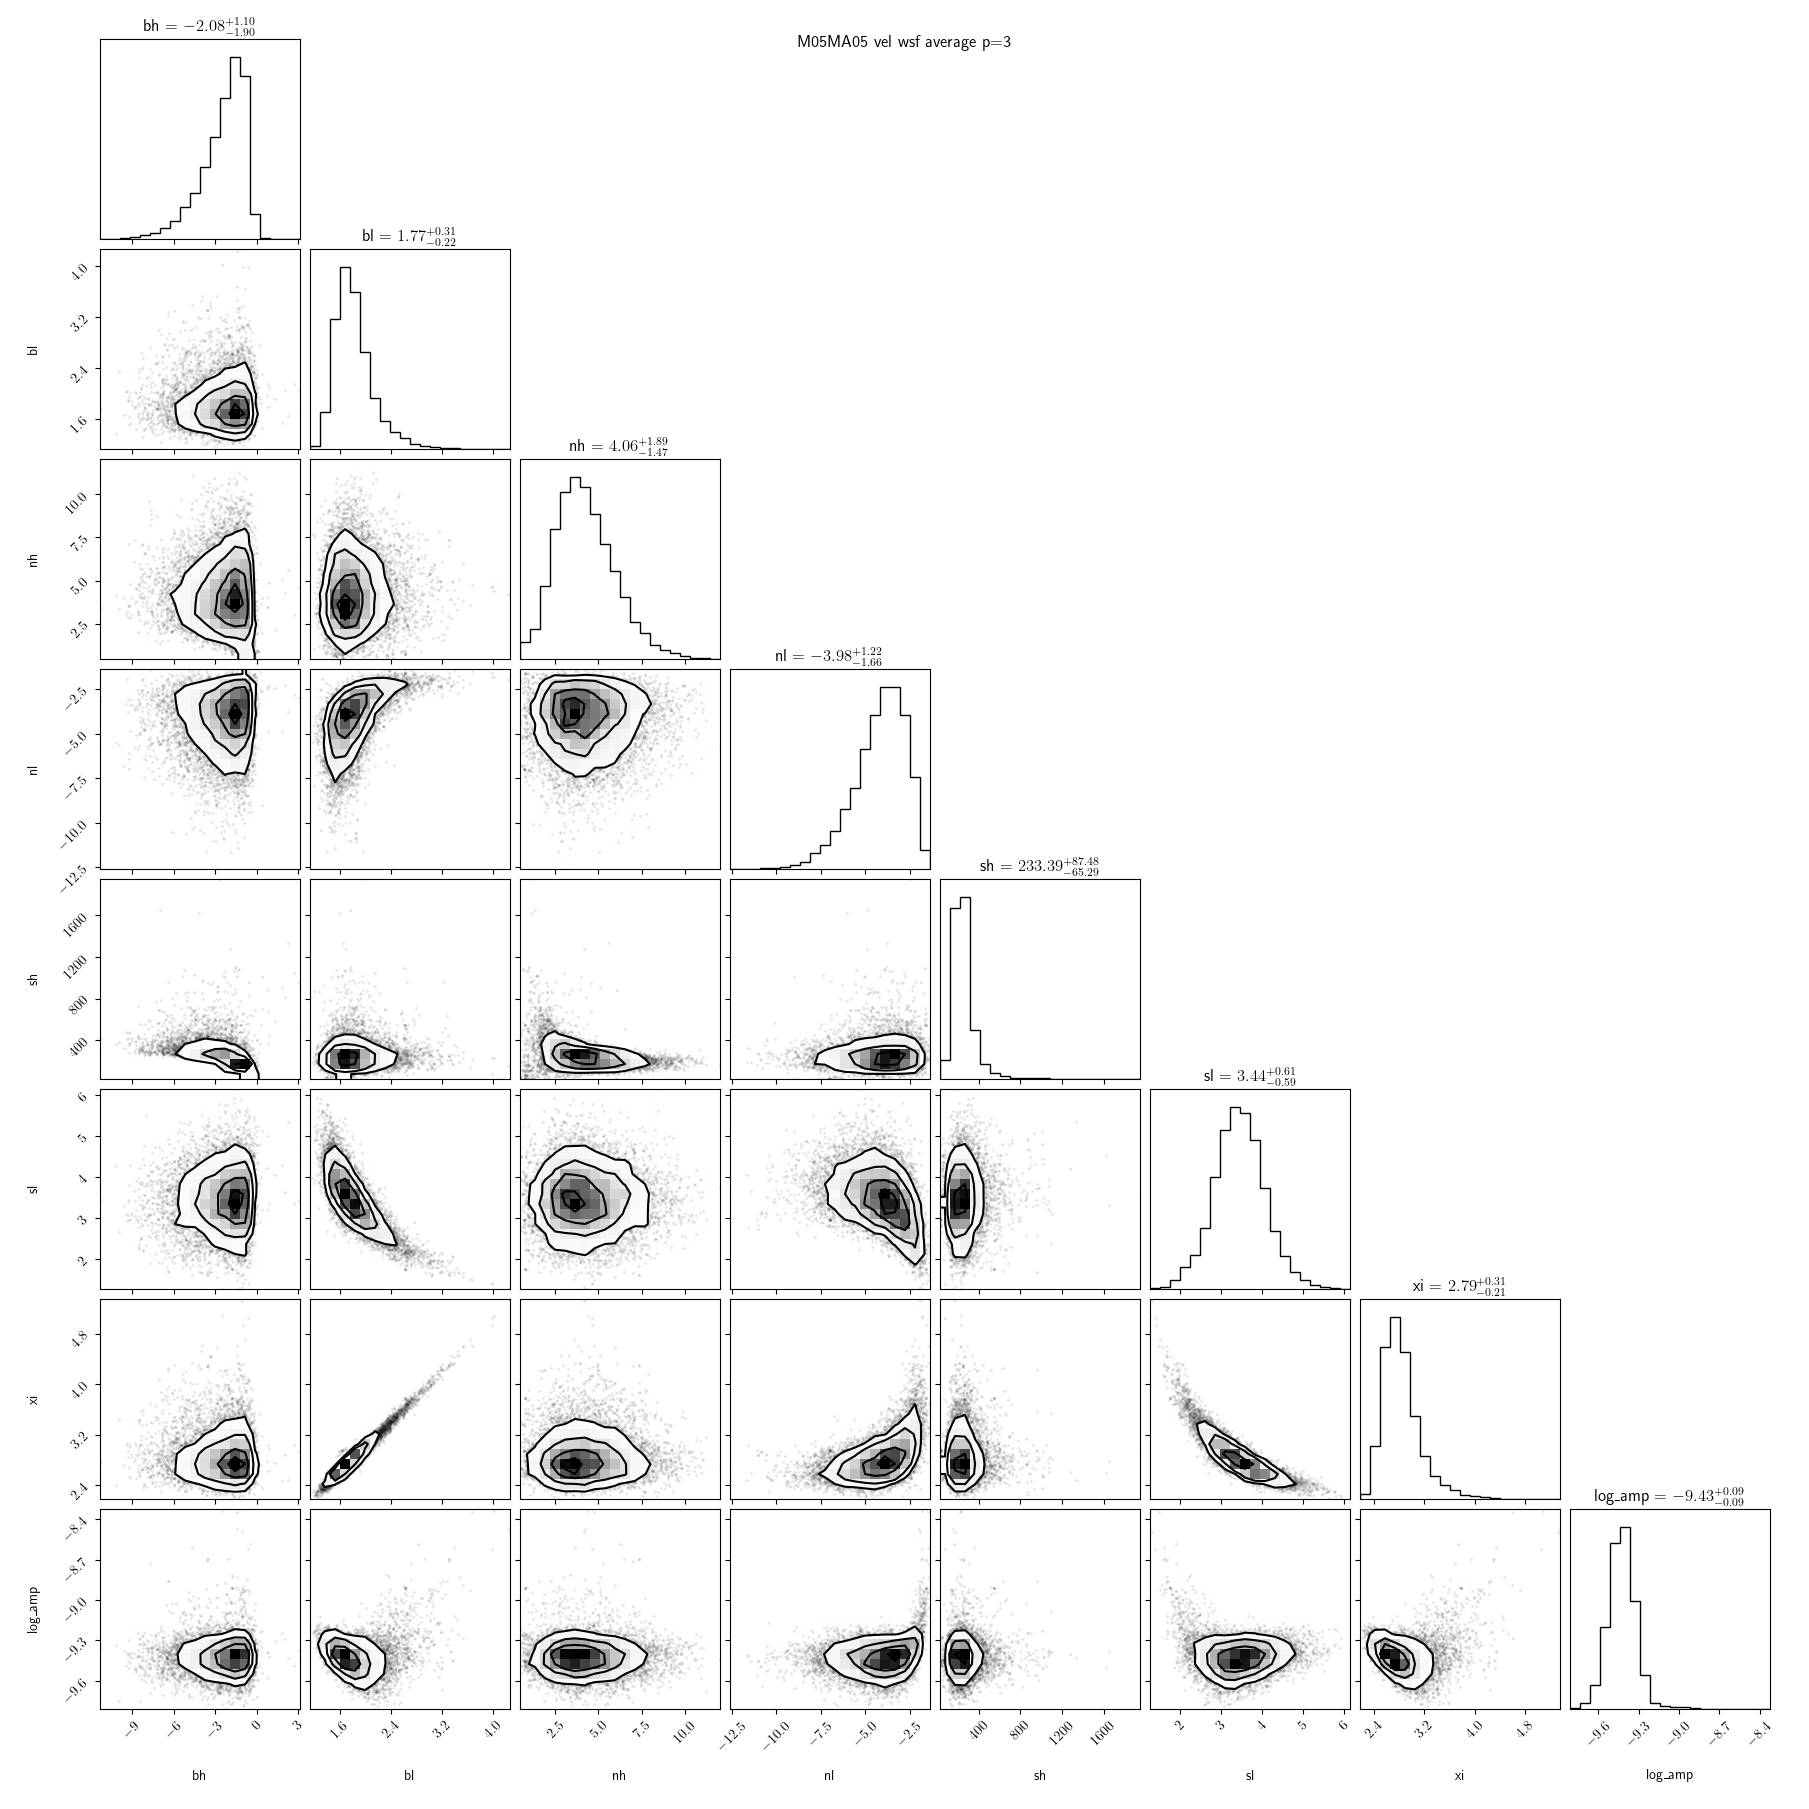 M05MA05 vel wsf average p=3
bh = −2.08+1.10−1.90
bl = 1.77+0.31−0.22
4.0
3.2
2.4
1.6
bl
nh = 4.06+1.89−1.47
10.0
7.5
5.0
2.5
nh
nl = −3.98+1.22−1.66
−2.5
−5.0
−7.5
−10.0
−12.5
nl
sh = 233.39+87.48−65.29
1600
1200
800
400
sh
sl = 3.44+0.61−0.59
6
5
4
3
2
sl
xi = 2.79+0.31−0.21
4.8
4.0
3.2
2.4
xi
log_amp = −9.43+0.09−0.09
−8.4
−8.7
−9.0
−9.3
−9.6
log_amp
−9 −6 −3 0 3
1.6 2.4 3.2 4.0
2.5 5.0 7.5 10.0
−12.5 −10.0 −7.5 −5.0 −2.5
400 800 1200 1600
2 3 4 5 6
2.4 3.2 4.0 4.8
−9.6 −9.3 −9.0 −8.7 −8.4
bh bl nh nl sh sl xi log_amp